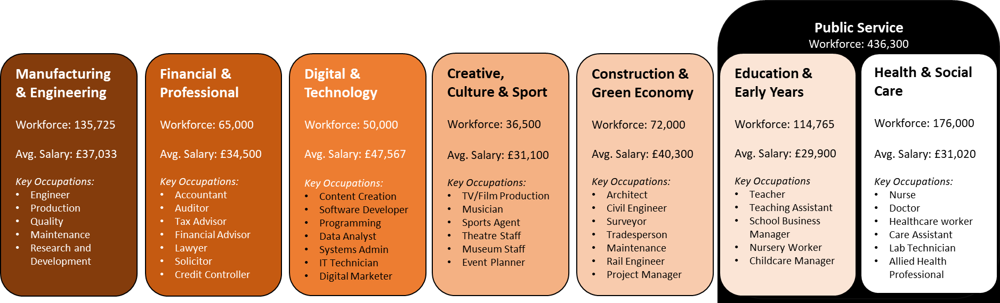 Public Service
Workforce: 436,300
Manufacturing
& Engineering
Workforce: 135,725
Avg. Salary: £37,033
Key Occupations:
• Engineer
• Production
• Quality
• Maintenance
• Research and
Development
Financial &
Professional
Workforce: 65,000
Avg. Salary: £34,500
Key Occupations:
• Accountant
• Auditor
• Tax Advisor
• Financial Advisor
• Lawyer
• Solicitor
• Credit Controller
Digital &
Technology
Workforce: 50,000
Avg. Salary: £47,567
Key Occupations:
• Content Creation
• Software Developer
• Programming
• Data Analyst
• Systems Admin
• IT Technician
• Digital Marketer
Creative,
Culture & Sport
Workforce: 36,500
Avg. Salary: £31,100
Key Occupations:
• TV/Film Production
• Musician
• Sports Agent
• Theatre Staff
• Museum Staff
• Event Planner
Construction &
Green Economy
Workforce: 72,000
Avg. Salary: £40,300
Key Occupations:
• Architect
• Civil Engineer
• Surveyor
• Tradesperson
• Maintenance
• Rail Engineer
• Project Manager
Education &
Early Years
Workforce: 114,765
Avg. Salary: £29,900
Key Occupations
• Teacher
• Teaching Assistant
• School Business
Manager
• Nursery Worker
• Childcare Manager
Health & Social
Care
Workforce: 176,000
Avg. Salary: £31,020
Key Occupations:
• Nurse
• Doctor
• Healthcare worker
• Care Assistant
• Lab Technician
• Allied Health
Professional